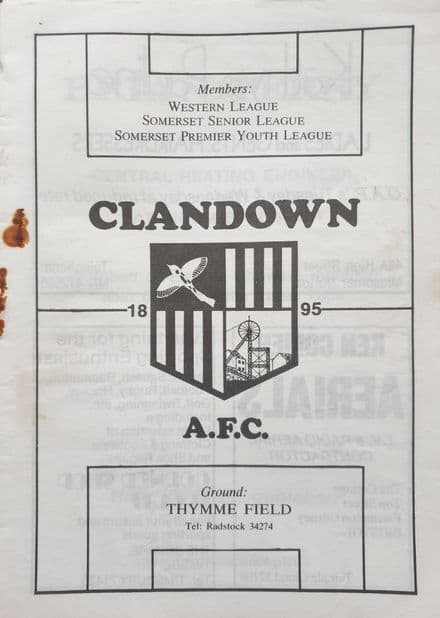 Members:
WESTERN LEAGUE
SOMERSET SENIOR LEAGUE
SOMERSET PREMIER YOUTH LEAGUE
CLANDOWN
18 95
A.F.C.
Ground:
THYMME FIELD
Tel: Radstock 34274